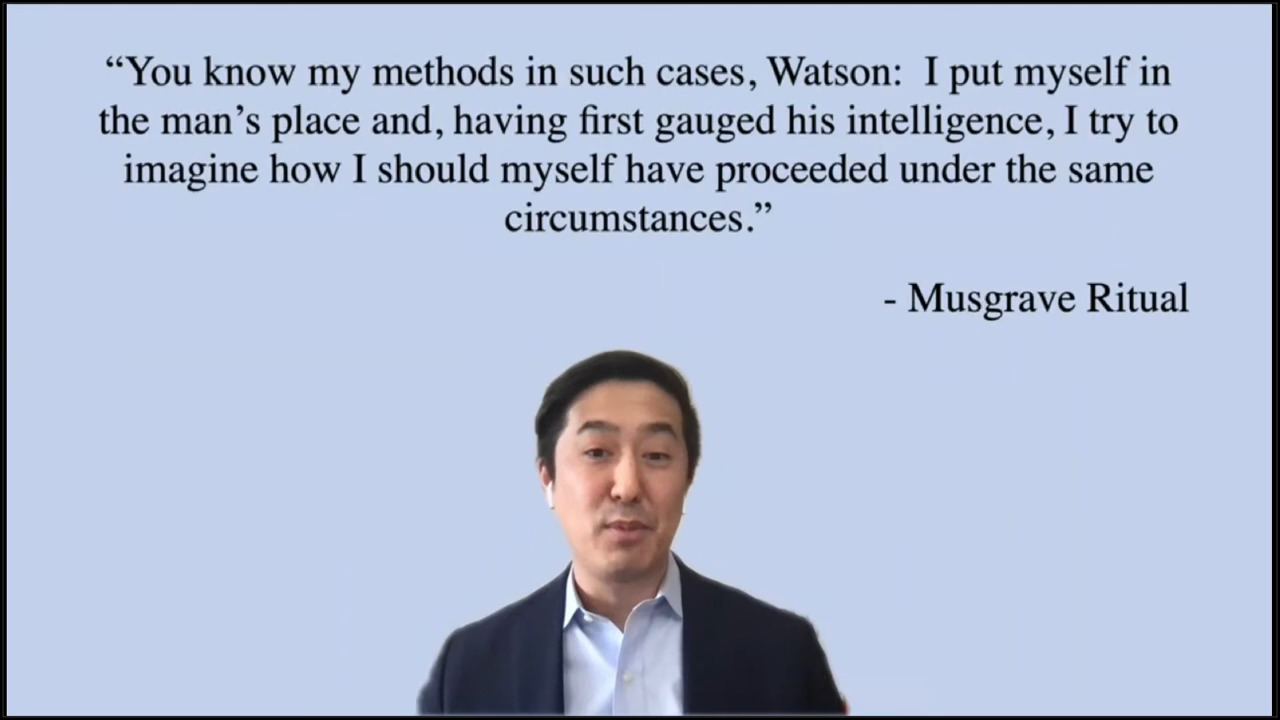 “You know my methods in such cases, Watson:  I put myself in
the man’s place and, having first gauged his intelligence, I try to
imagine how I should myself have proceeded under the same
circumstances.”
- Musgrave Ritual